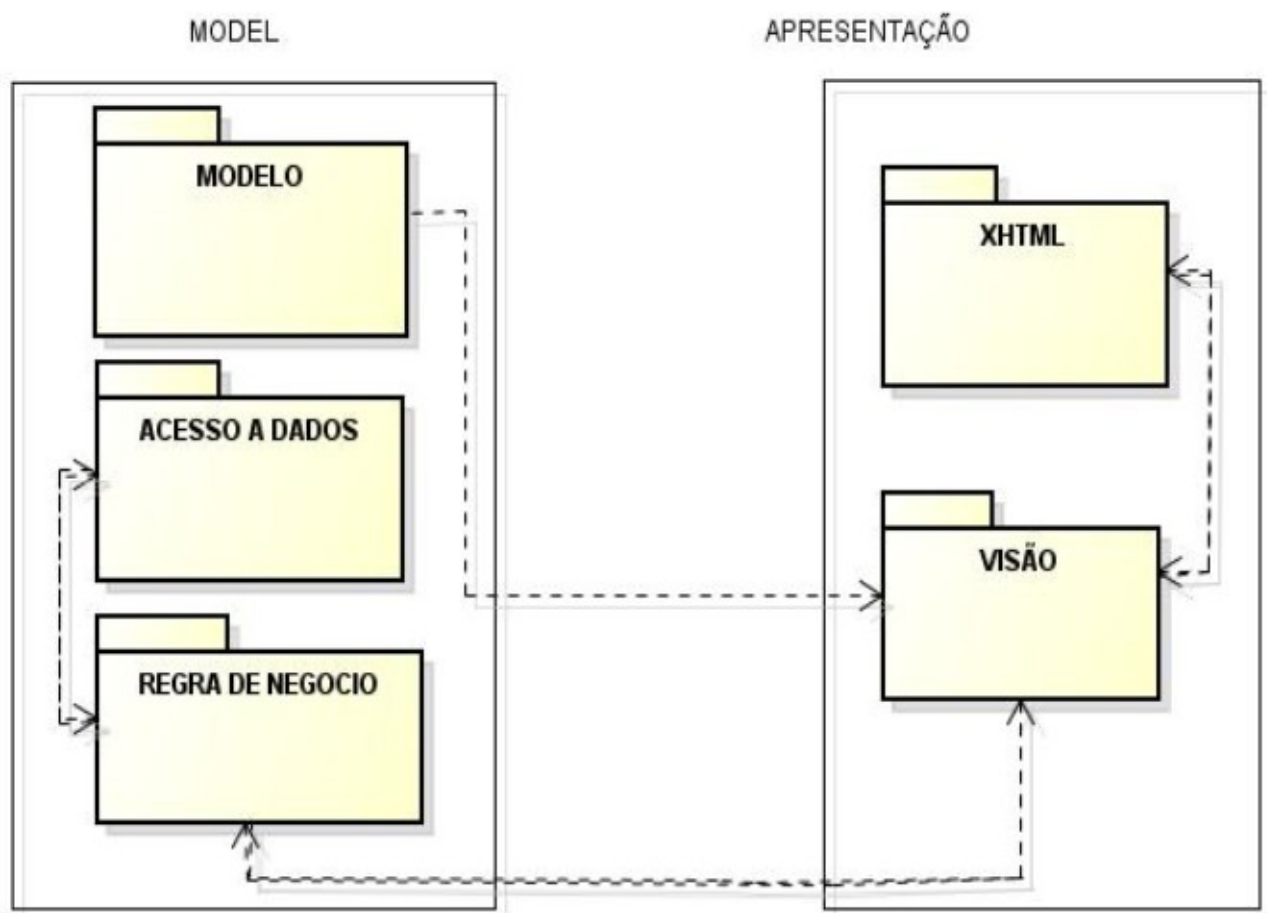 MODEL
APRESENTAÇÃO
MODELO
XHTML
ACESSO A DADOS
VISÃO
REGRA DE NEGOCIO